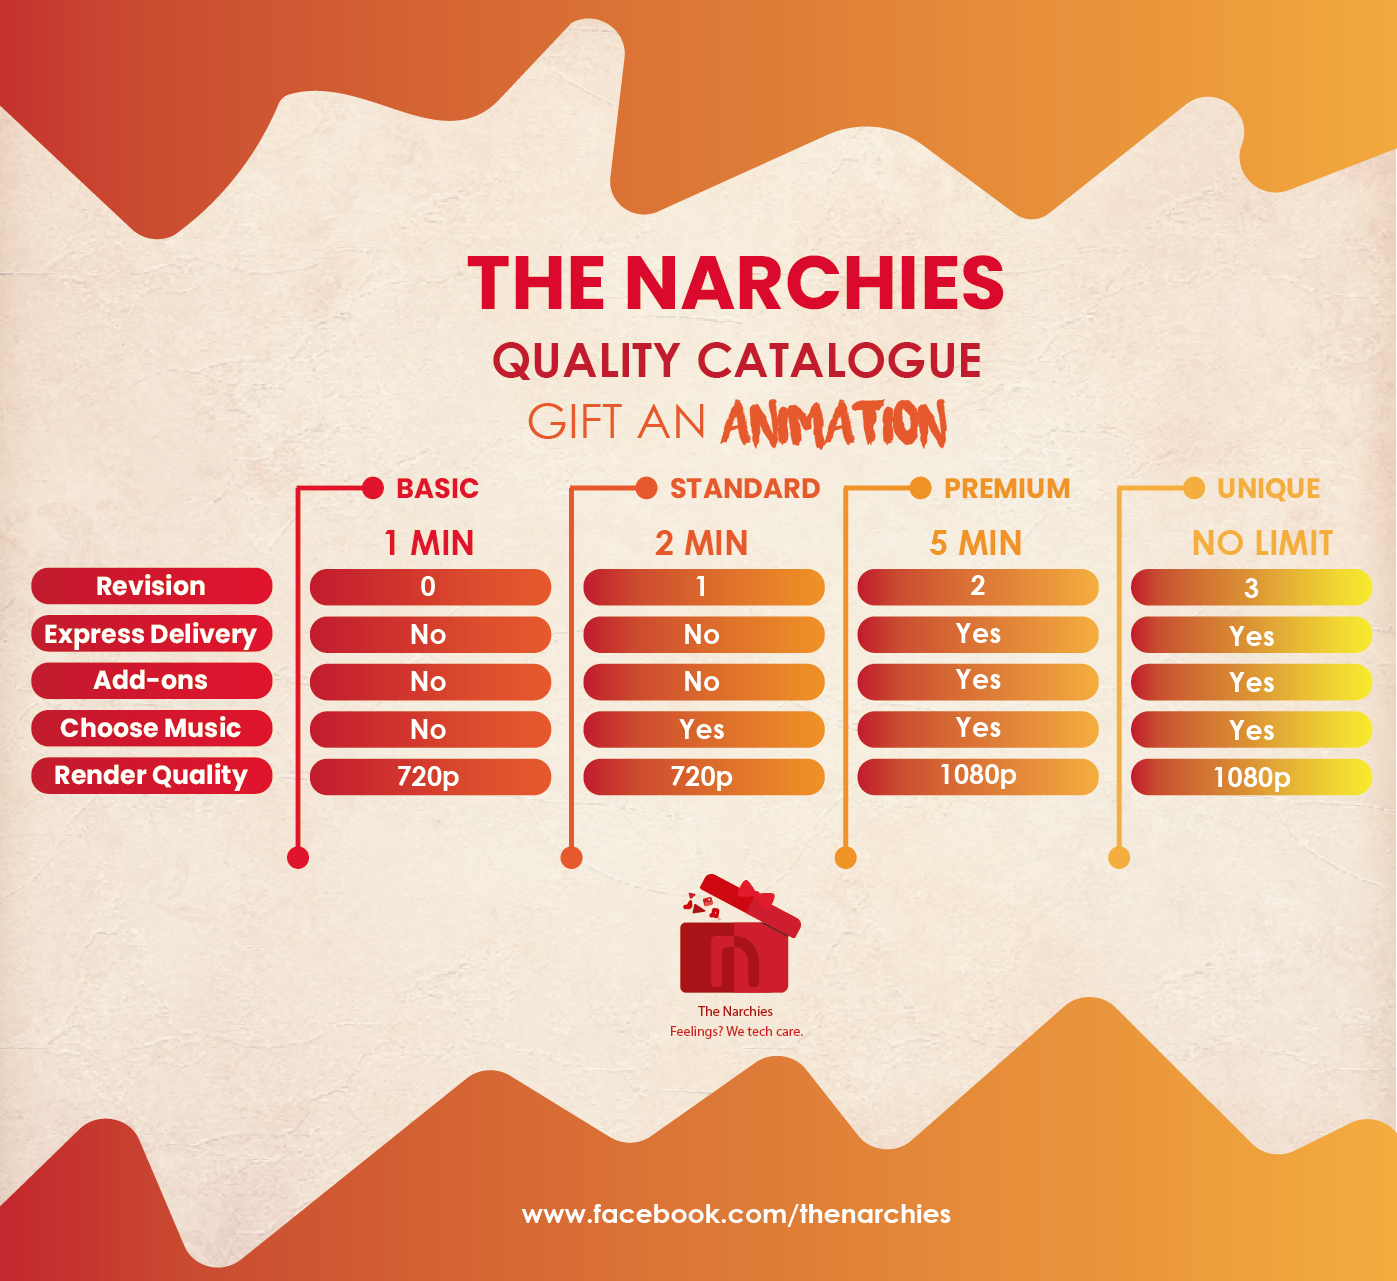 THE NARCHIES
QUALITY CATALOGUE
GIFT AN ANIMATION
BASIC STANDARD PREMIUM UNIQUE
1 MIN 2 MIN 5 MIN NO LIMIT
Revision 0 1 2 3
Express Delivery No No Yes Yes
Add-ons No No Yes Yes
Choose Music No Yes Yes Yes
Render Quality 720p 720p 1080p 1080p
The Narchies
Feelings? We tech care.
www.facebook.com/thenarchies